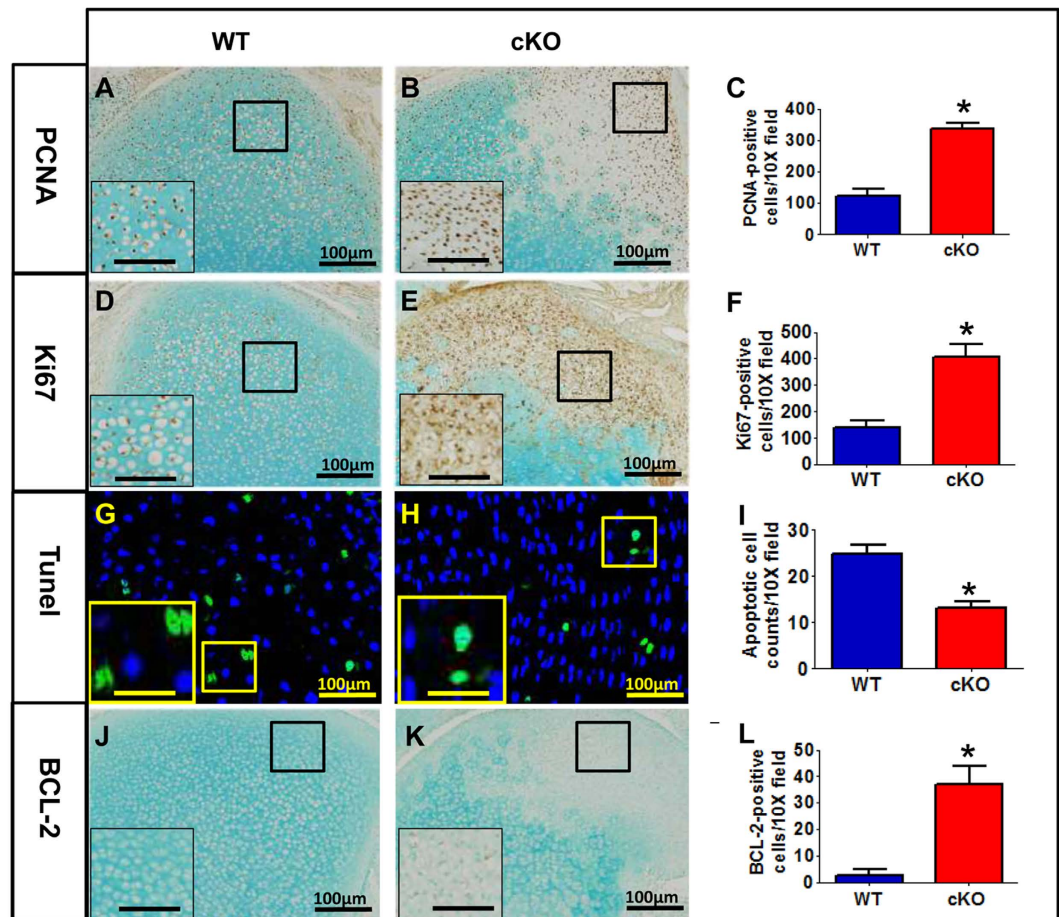 WT
cKO
PCNA
A
100µm
B
100µm
C
PCNA-positive
cells/10X field
400
300
200
100
0
*
WT
cKO
Ki67
D
100µm
E
100µm
F
Ki67-positive
cells/10X field
500
400
300
200
100
0
*
WT
cKO
Tunel
G
100µm
H
100µm
I
Apoptotic cell
counts/10X field
30
20
10
0
*
WT
cKO
BCL-2
J
100µm
K
100µm
L
BCL-2-positive
cells/10X field
50
40
30
20
10
0
*
WT
cKO